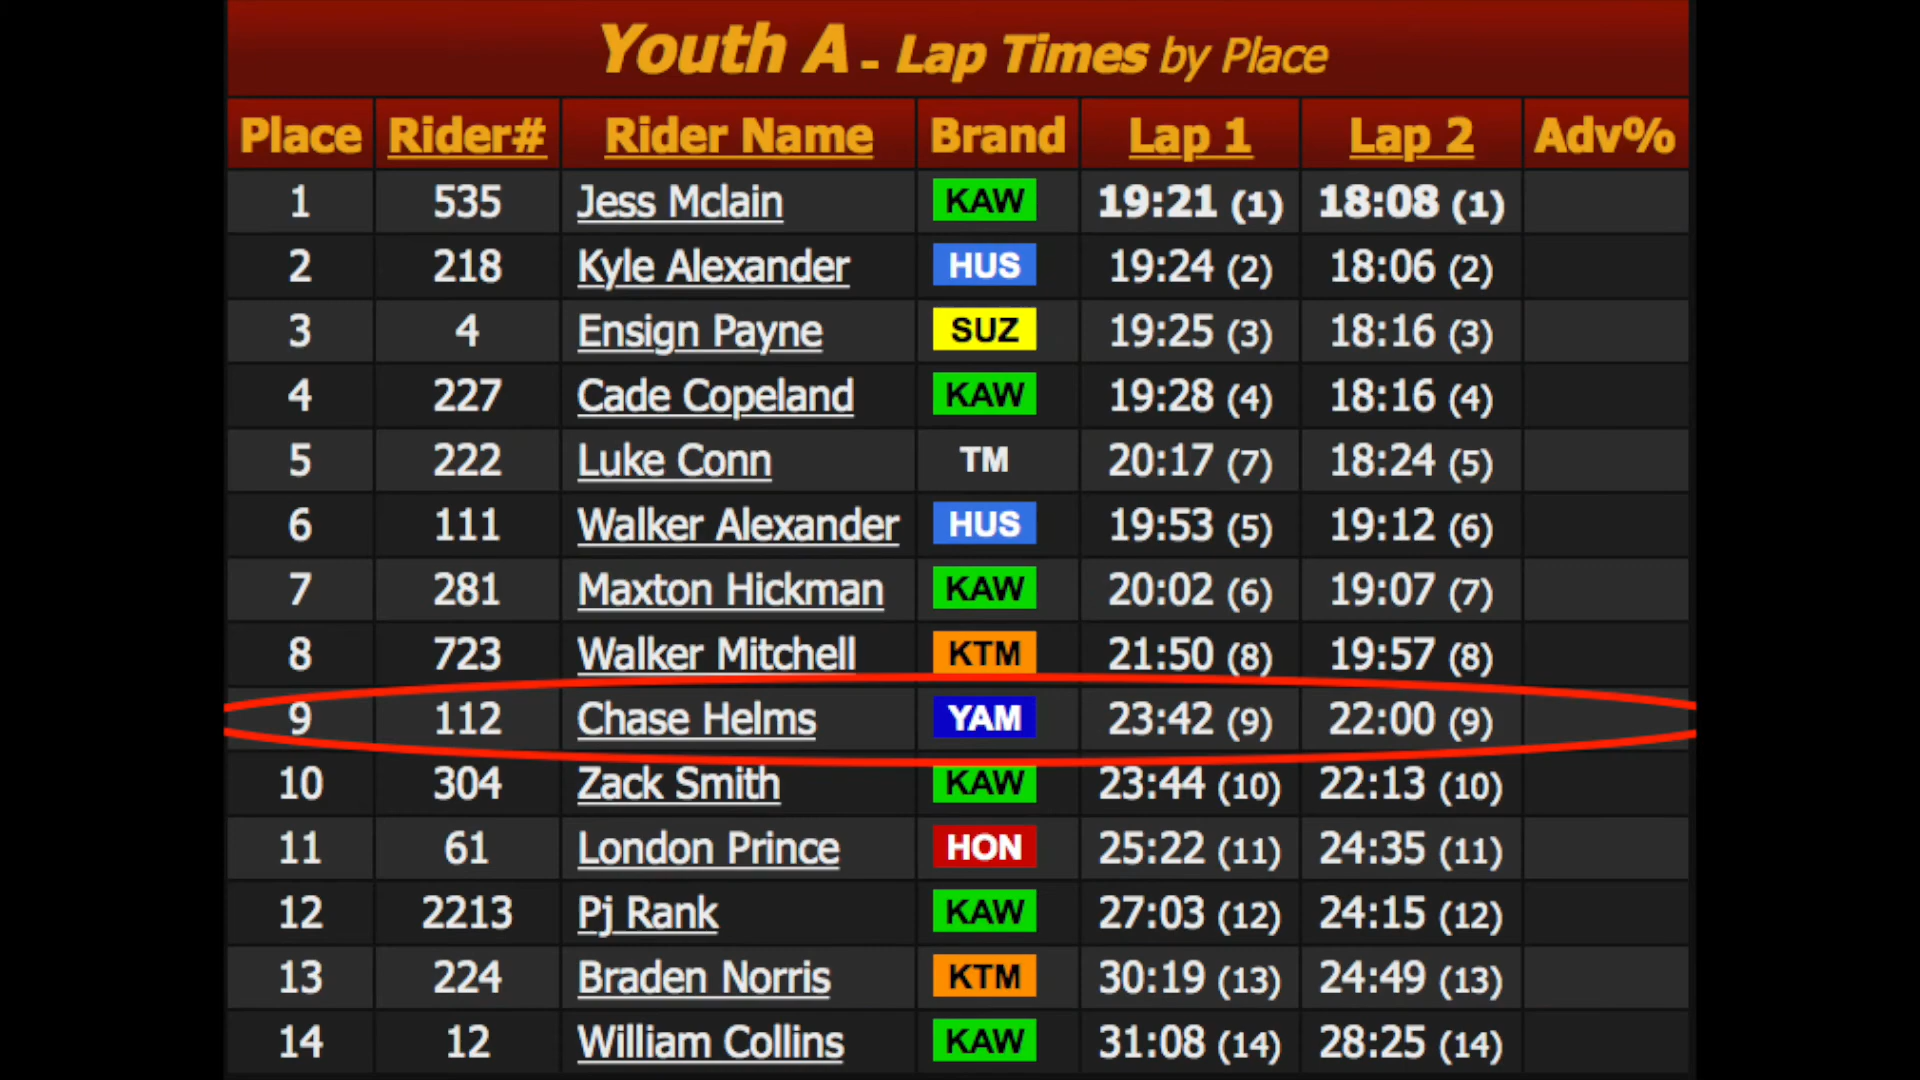 Youth A - Lap Times by Place
Place Rider# Rider Name Brand Lap 1 Lap 2 Adv%
1 535 Jess Mclain KAW 19:21 (1) 18:08 (1)
2 218 Kyle Alexander HUS 19:24 (2) 18:06 (2)
3 4 Ensign Payne SUZ 19:25 (3) 18:16 (3)
4 227 Cade Copeland KAW 19:28 (4) 18:16 (4)
5 222 Luke Conn TM 20:17 (7) 18:24 (5)
6 111 Walker Alexander HUS 19:53 (5) 19:12 (6)
7 281 Maxton Hickman KAW 20:02 (6) 19:07 (7)
8 723 Walker Mitchell KTM 21:50 (8) 19:57 (8)
9 112 Chase Helms YAM 23:42 (9) 22:00 (9)
10 304 Zack Smith KAW 23:44 (10) 22:13 (10)
11 61 London Prince HON 25:22 (11) 24:35 (11)
12 2213 Pj Rank KAW 27:03 (12) 24:15 (12)
13 224 Braden Norris KTM 30:19 (13) 24:49 (13)
14 12 William Collins KAW 31:08 (14) 28:25 (14)